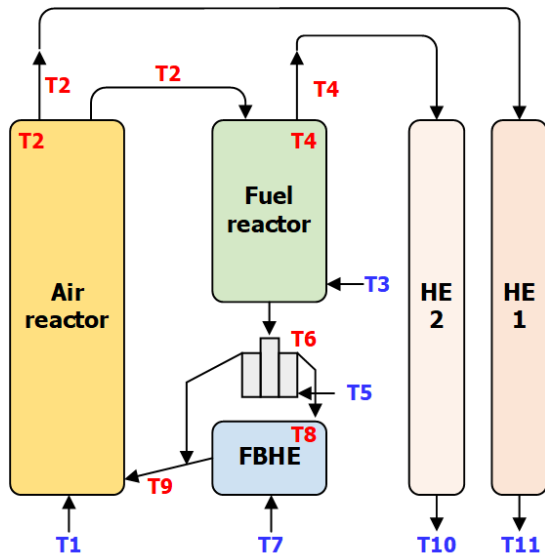 T2
T2
T4
T2
T4
Fuel
reactor
Air
reactor
T3
HE
2
HE
1
T6
T5
T8
FBHE
T9
T1
T7
T10
T11